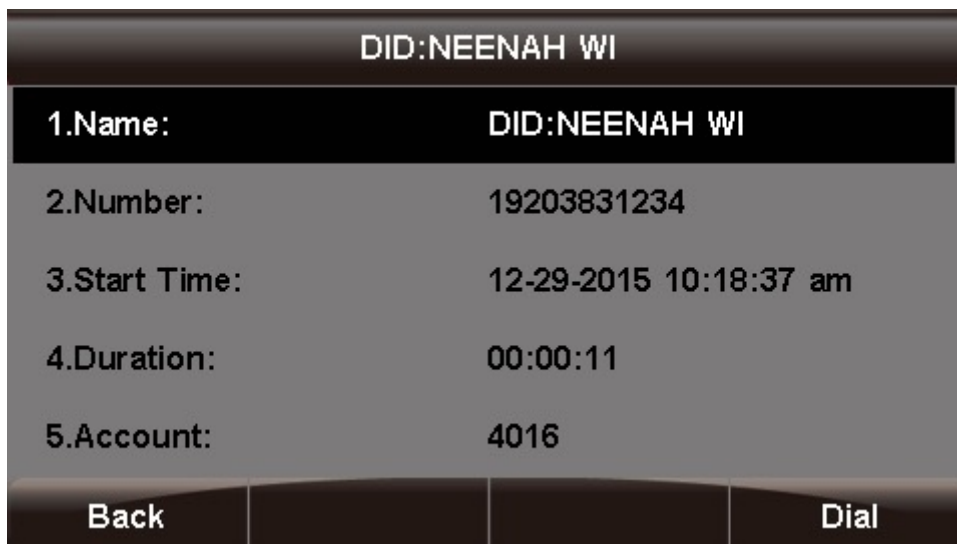 DID:NEENAH WI
1.Name: DID:NEENAH WI
2.Number: 19203831234
3.Start Time: 12-29-2015 10:18:37 am
4.Duration: 00:00:11
5.Account: 4016
Back Dial